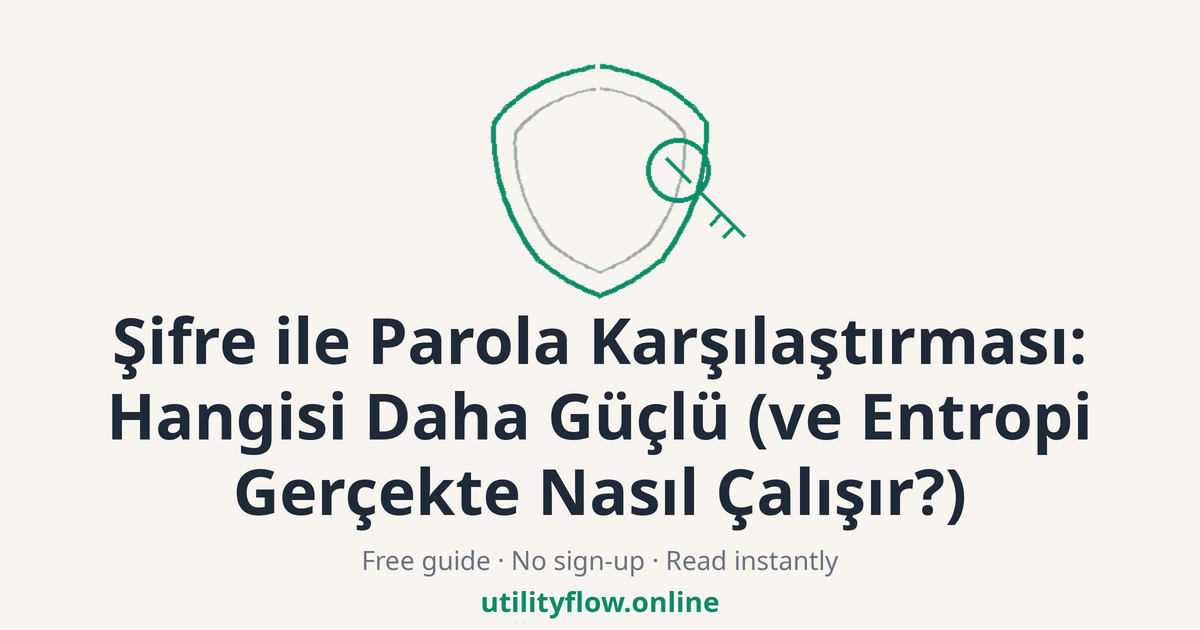 Şifre ile Parola Karşılaştırması:
Hangisi Daha Güçlü (ve Entropi
Gerçekte Nasıl Çalışır?)
Free guide · No sign-up · Read instantly
utilityflow.online